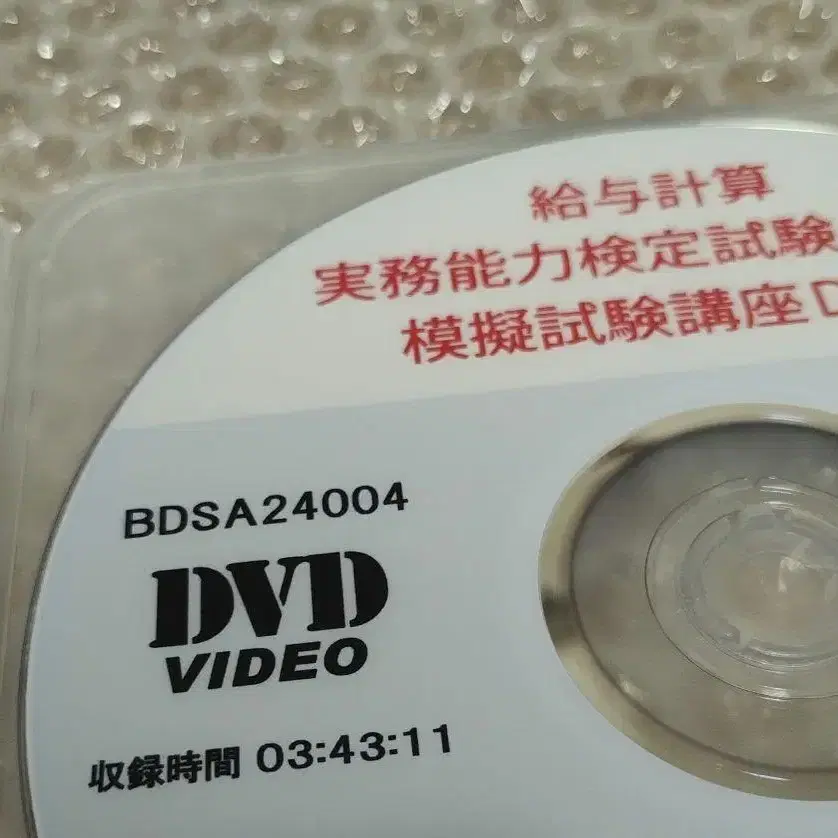 給与計算
実務能力検定試験
模擬試験講座D
BDSA24004
DVD
VIDEO
収録時間 03:43:11